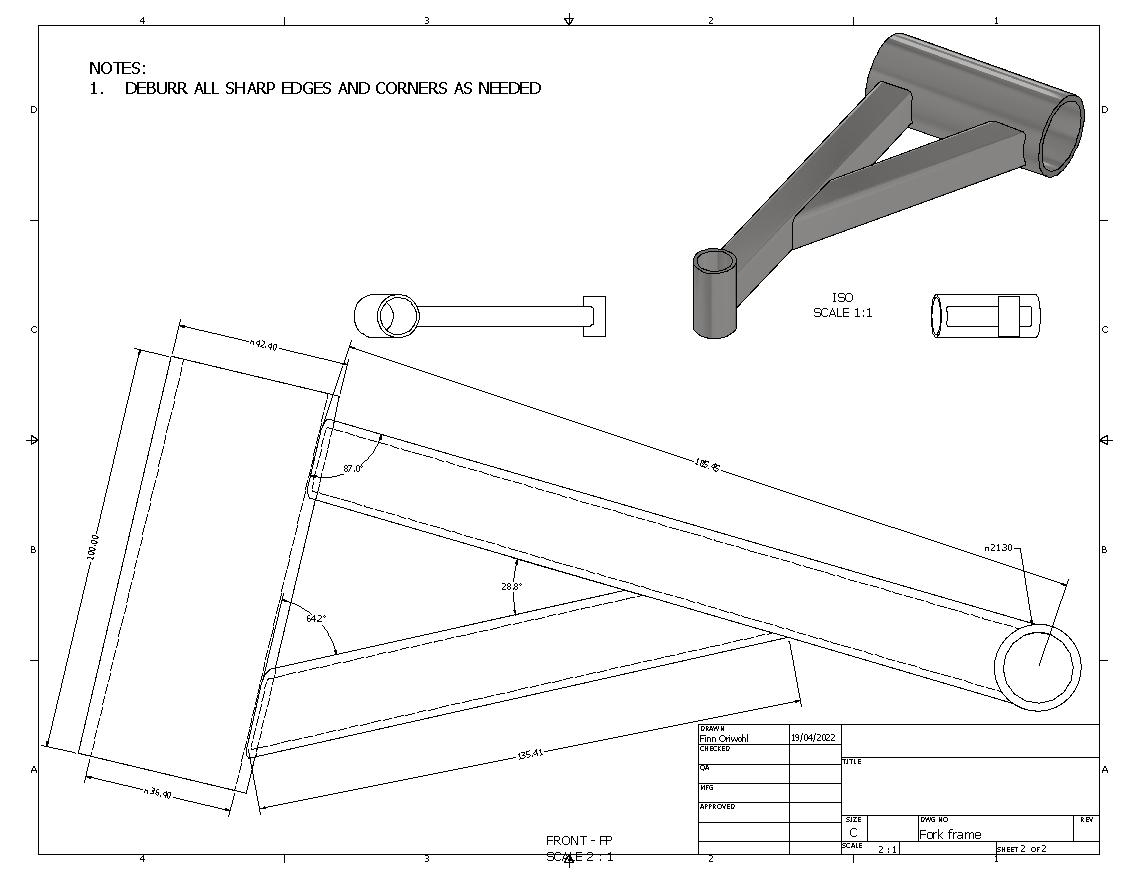 4 3 2 1
NOTES:
1. DEBURR ALL SHARP EDGES AND CORNERS AS NEEDED
D D
ISO
SCALE 1:1
C C
n42.40
87.0°
185.45
100.00
B n21.30 B
28.8°
64.2°
135.41
n36.40
A A
DRAWN
Finn Oriwohl 19/04/2022
CHECKED
QA
TITLE
MFG
APPROVED
SIZE DWG NO REV
C Fork frame
SCALE 2 : 1 SHEET 2 OF 2
FRONT - FP
SCALE 2 : 1
4 3 2 1